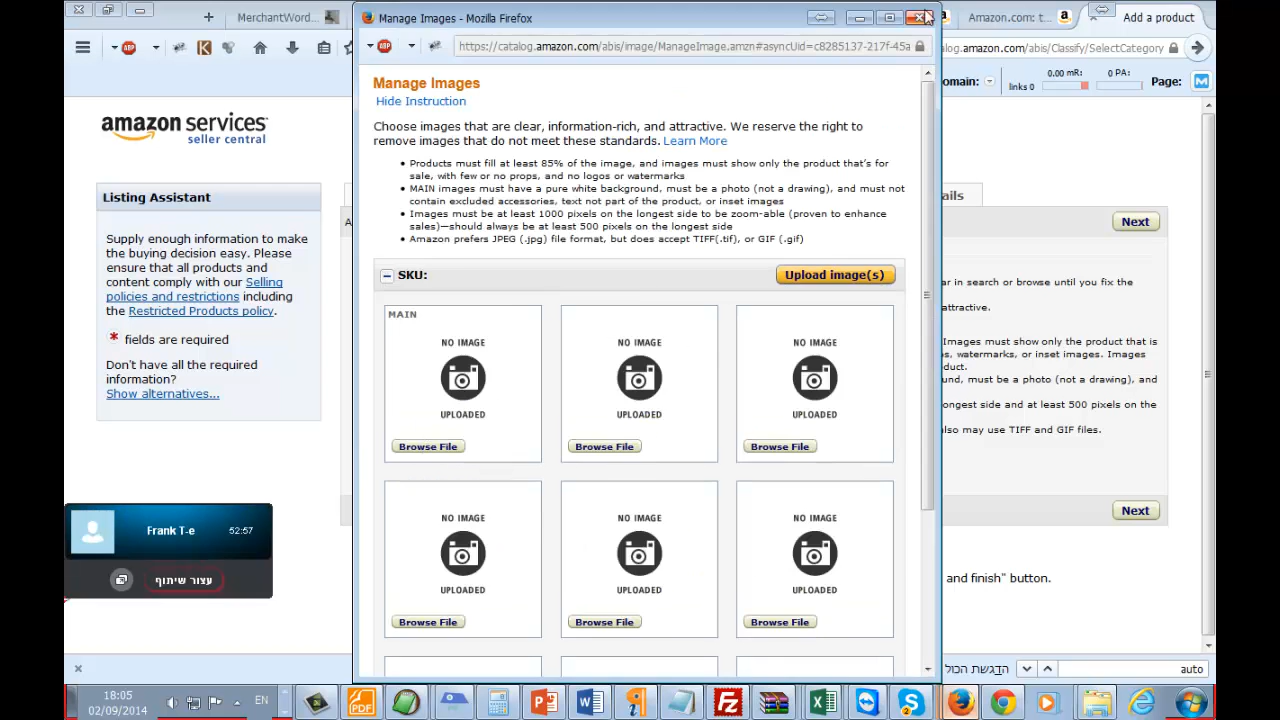 MerchantWord...
Manage Images - Mozilla Firefox
Amazon.com: t...
Add a product
ABP
K
ABP
https://catalog.amazon.com/abis/image/ManageImage.amzn#asyncUid=c8285137-217f-45a
alog.amazon.com/abis/Classify/SelectCategory
omain:
links 0
0.00 mR:
0 PA:
Page:
M
amazon services
seller central
Manage Images
Hide Instruction
Choose images that are clear, information-rich, and attractive. We reserve the right to
remove images that do not meet these standards. Learn More
• Products must fill at least 85% of the image, and images must show only the product that's for
sale, with few or no props, and no logos or watermarks
• MAIN images must have a pure white background, must be a photo (not a drawing), and must not
contain excluded accessories, text not part of the product, or inset images
• Images must be at least 1000 pixels on the longest side to be zoom-able (proven to enhance
sales)—should always be at least 500 pixels on the longest side
• Amazon prefers JPEG (.jpg) file format, but does accept TIFF(.tif), or GIF (.gif)
SKU:
Upload image(s)
MAIN
NO IMAGE
UPLOADED
Browse File
NO IMAGE
UPLOADED
Browse File
NO IMAGE
UPLOADED
Browse File
NO IMAGE
UPLOADED
Browse File
NO IMAGE
UPLOADED
Browse File
NO IMAGE
UPLOADED
Browse File
Listing Assistant
Supply enough information to make
the buying decision easy. Please
ensure that all products and
content comply with our Selling
policies and restrictions including
the Restricted Products policy.
* fields are required
Don't have all the required
information?
Show alternatives...
A
ails
Next
ar in search or browse until you fix the
attractive.
Images must show only the product that is
s, watermarks, or inset images. Images
duct.
und, must be a photo (not a drawing), and
ongest side and at least 500 pixels on the
also may use TIFF and GIF files.
Next
and finish" button.
Frank T-e
52:57
עצור שיתוף
הדגשת הכול
auto
18:05
02/09/2014
EN
PDF